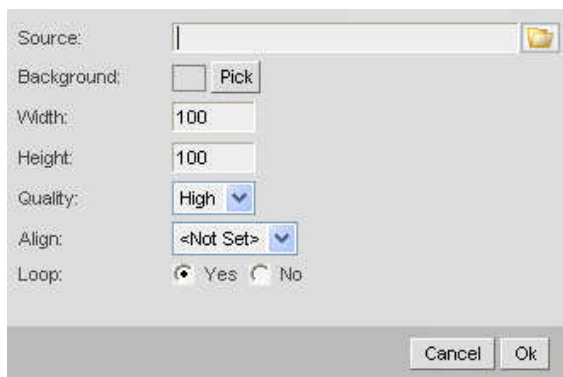 Source:
Background: Pick
Width: 100
Height: 100
Quality: High
Align: <Not Set>
Loop: Yes No
Cancel Ok